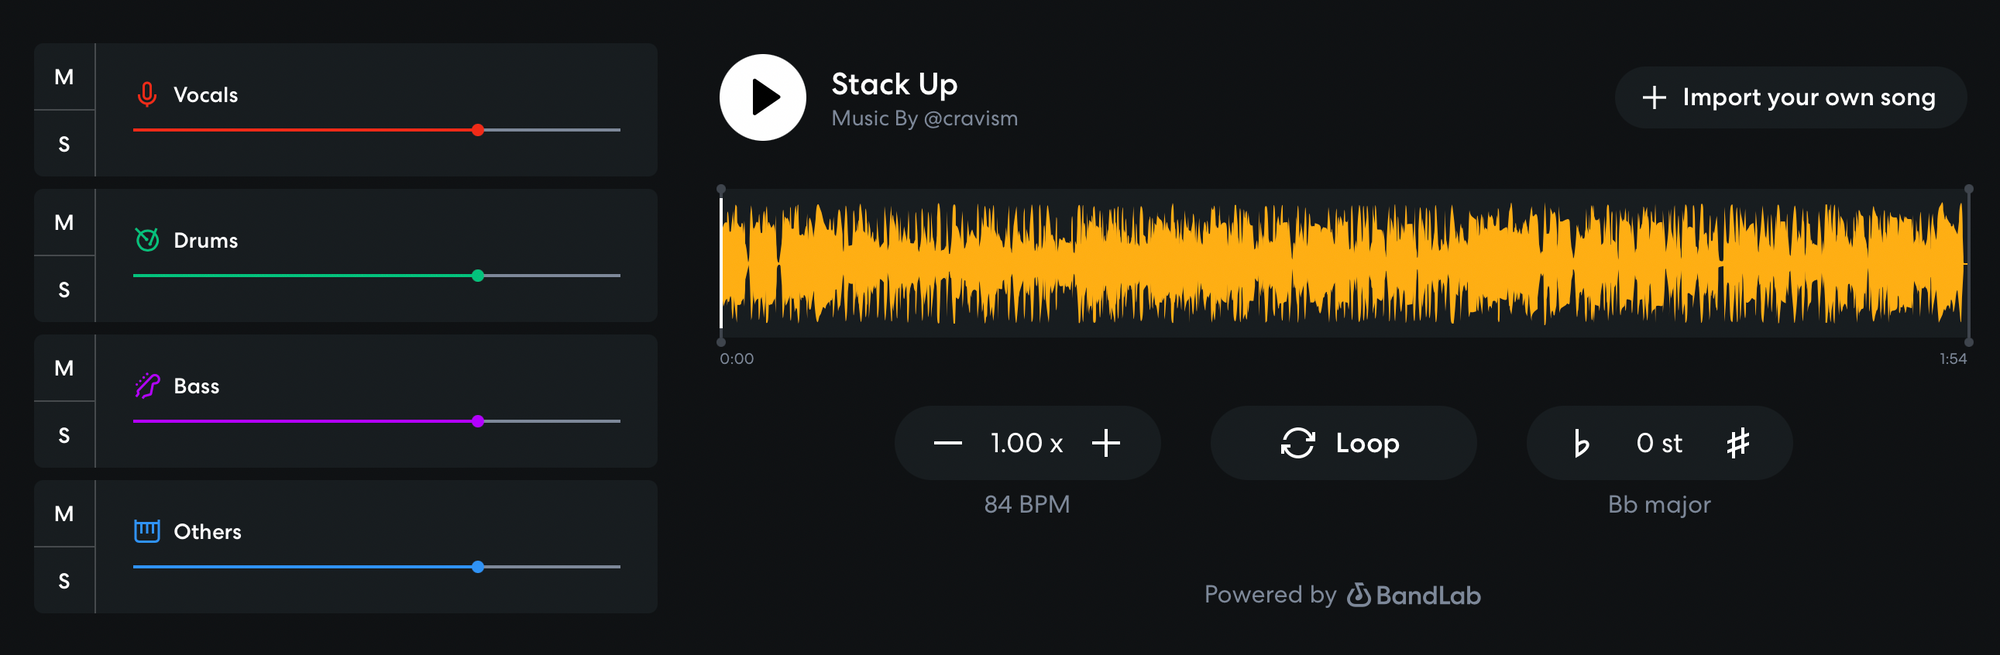 M
S
Vocals
M
S
Drums
M
S
Bass
M
S
Others
Stack Up
Music By @cravism
Import your own song
0:00
1:54
1.00 x
Loop
♭ 0 st ♯
84 BPM
Bb major
Powered by BandLab